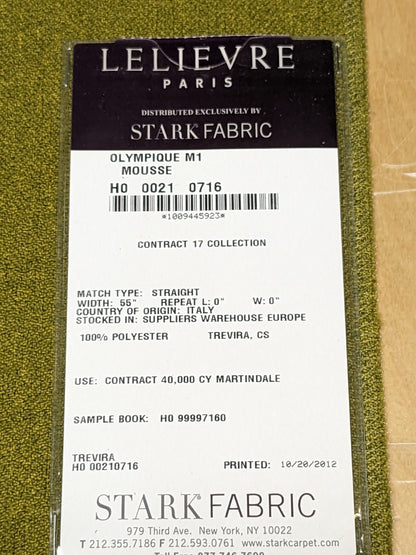 LELIEVRE
PARIS
DISTRIBUTED EXCLUSIVELY BY
STARK FABRIC
OLYMPIQUE M1
MOUSSE
H0 0021 0716
*1009445923*
CONTRACT 17 COLLECTION
MATCH TYPE: STRAIGHT
WIDTH: 55" REPEAT L: 0" W: 0"
COUNTRY OF ORIGIN: ITALY
STOCKED IN: SUPPLIERS WAREHOUSE EUROPE
100% POLYESTER TREVIRA, CS
USE: CONTRACT 40,000 CY MARTINDALE
SAMPLE BOOK: H0 99997160
TREVIRA
H0 00210716 PRINTED: 10/20/2012
STARK® FABRIC
979 Third Ave. New York, NY 10022
T 212.355.7186 F 212.593.0761 www.starkcarpet.com